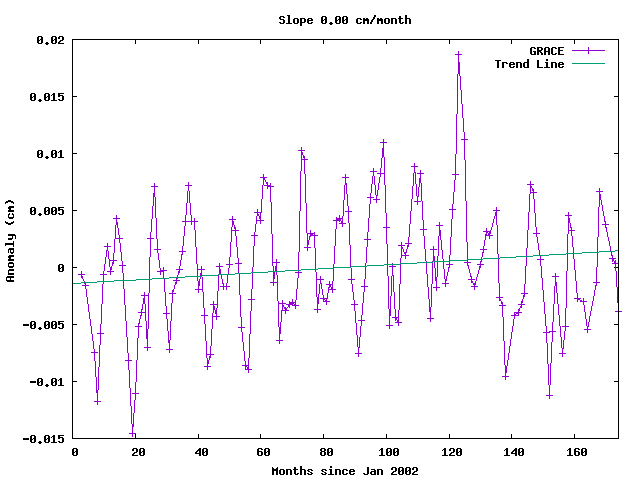 Slope 0.00 cm/month
GRACE
Trend Line
Anomaly (cm)
0.02
0.015
0.01
0.005
0
-0.005
-0.01
-0.015
0 20 40 60 80 100 120 140 160
Months since Jan 2002